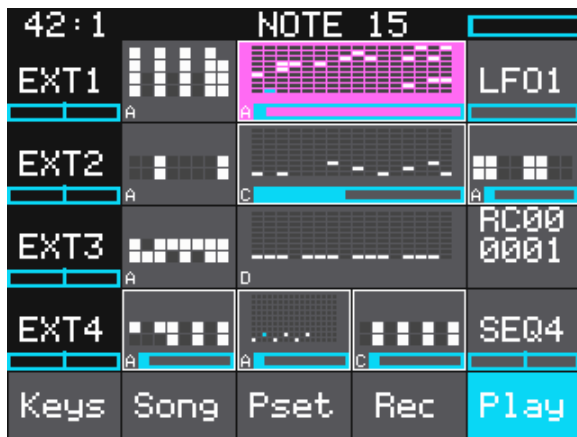 42:1 NOTE 15
EXT1 A A LFO1
EXT2 A C A
EXT3 A D RC00
0001
EXT4 A A C SEQ4
Keys Song Pset Rec Play